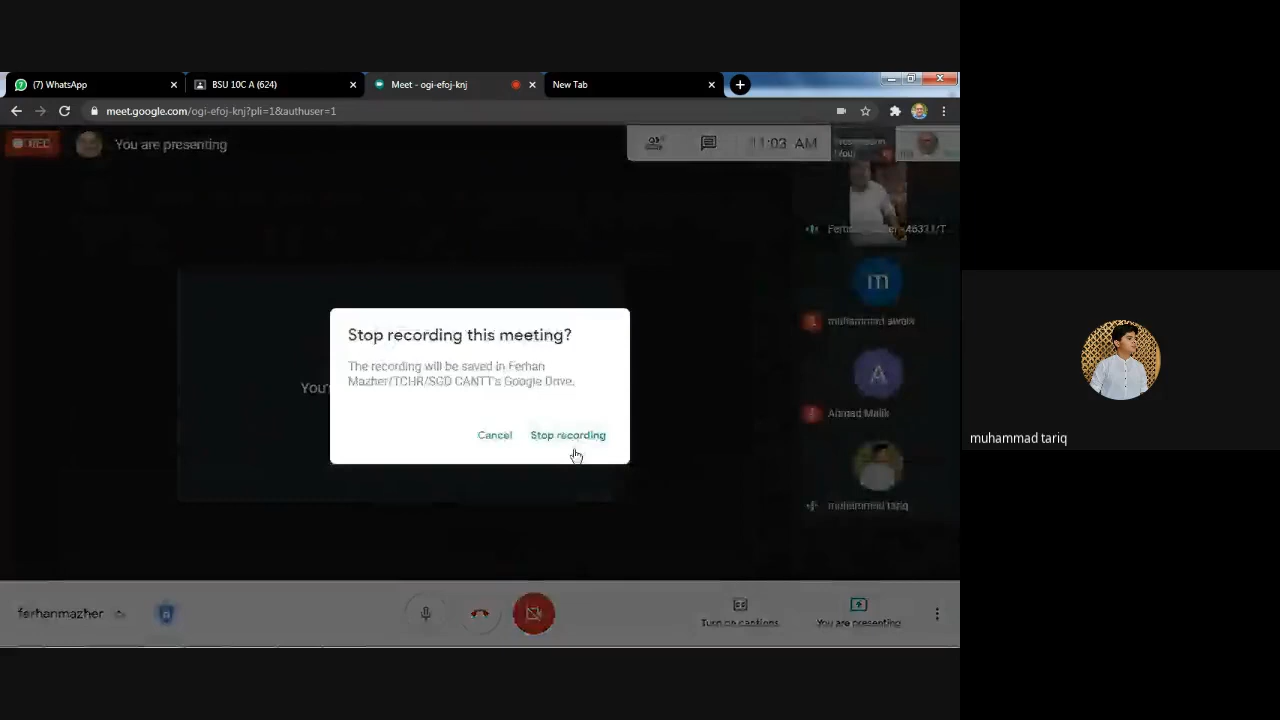 (7) WhatsApp
BSU 10C A (624)
Meet - ogi-efoj-knj
New Tab
meet.google.com/ogi-efoj-knj?pli=1&authuser=1
REC
You are presenting
11:03 AM
muhammad awais
A
Ahmad Malik
m
muhammad tariq
Stop recording this meeting?
The recording will be saved in Ferhan
Mazher/TCHR/SGD CANTT's Google Drive.
Cancel
Stop recording
muhammad tariq
ferhanmazher
Turn on captions
You are presenting